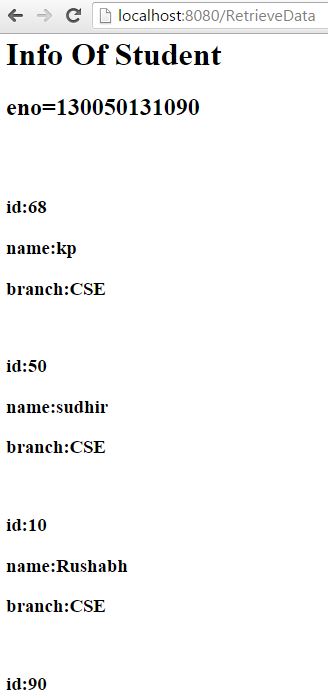 localhost:8080/RetrieveData
Info Of Student
eno=130050131090
id:68
name:kp
branch:CSE
id:50
name:sudhir
branch:CSE
id:10
name:Rushabh
branch:CSE
id:90